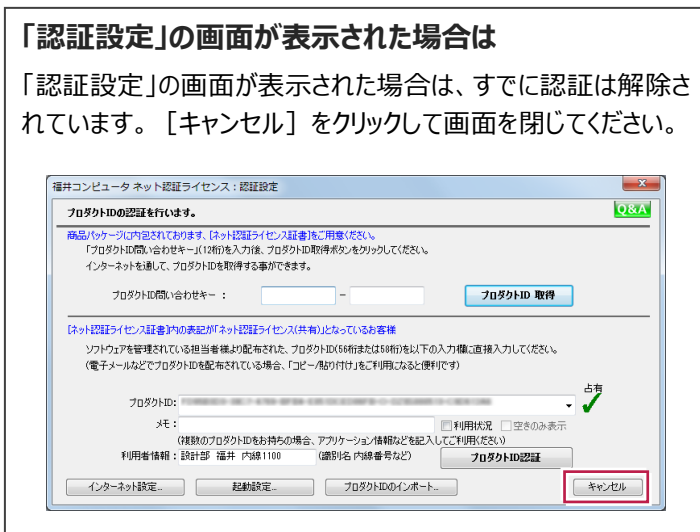 「認証設定」の画面が表示された場合は
「認証設定」の画面が表示された場合は、すでに認証は解除さ
れています。［キャンセル］をクリックして画面を閉じてください。
福井コンピュータ ネット認証ライセンス：認証設定
プロダクトIDの認証を行います。
Q&A
商品パッケージに内包されております、[ネット認証ライセンス証書]をご用意ください。
「プロダクトID問い合わせキー」(12桁)を入力後、プロダクトID取得ボタンをクリックしてください。
インターネットを通して、プロダクトIDを取得する事ができます。
プロダクトID問い合わせキー ：
－
プロダクトID 取得
[ネット認証ライセンス証書]内の表記が「ネット認証ライセンス(共有)」となっているお客様
ソフトウェアを管理されている担当者様より配布された、プロダクトID(56桁または58桁)を以下の入力欄に直接入力してください。
(電子メールなどでプロダクトIDを配布されている場合、「コピー/貼り付け」をご利用になると便利です)
占有
プロダクトID:
メモ：
利用状況
空きのみ表示
(複数のプロダクトIDをお持ちの場合、アプリケーション情報などを記入してご利用ください)
利用者情報： 設計部 福井 内線1100 (識別名 内線番号など) プロダクトID認証
インターネット設定... 起動設定... プロダクトIDのインポート... キャンセル